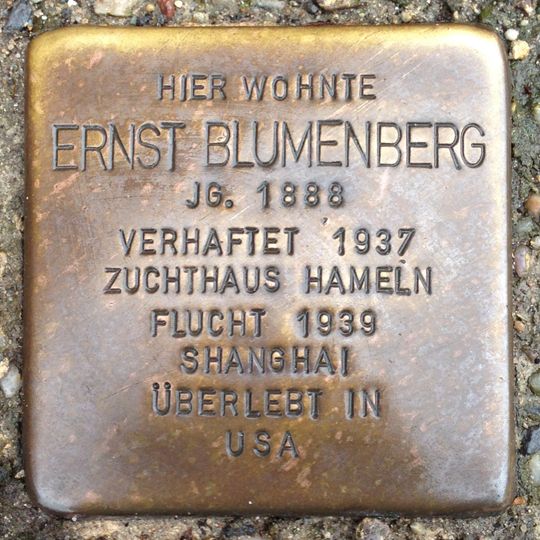 HIER WOHNTE
ERNST BLUMENBERG
JG. 1888
VERHAFTET 1937
ZUCHTHAUS HAMELN
FLUCHT 1939
SHANGHAI
ÜBERLEBT IN
USA